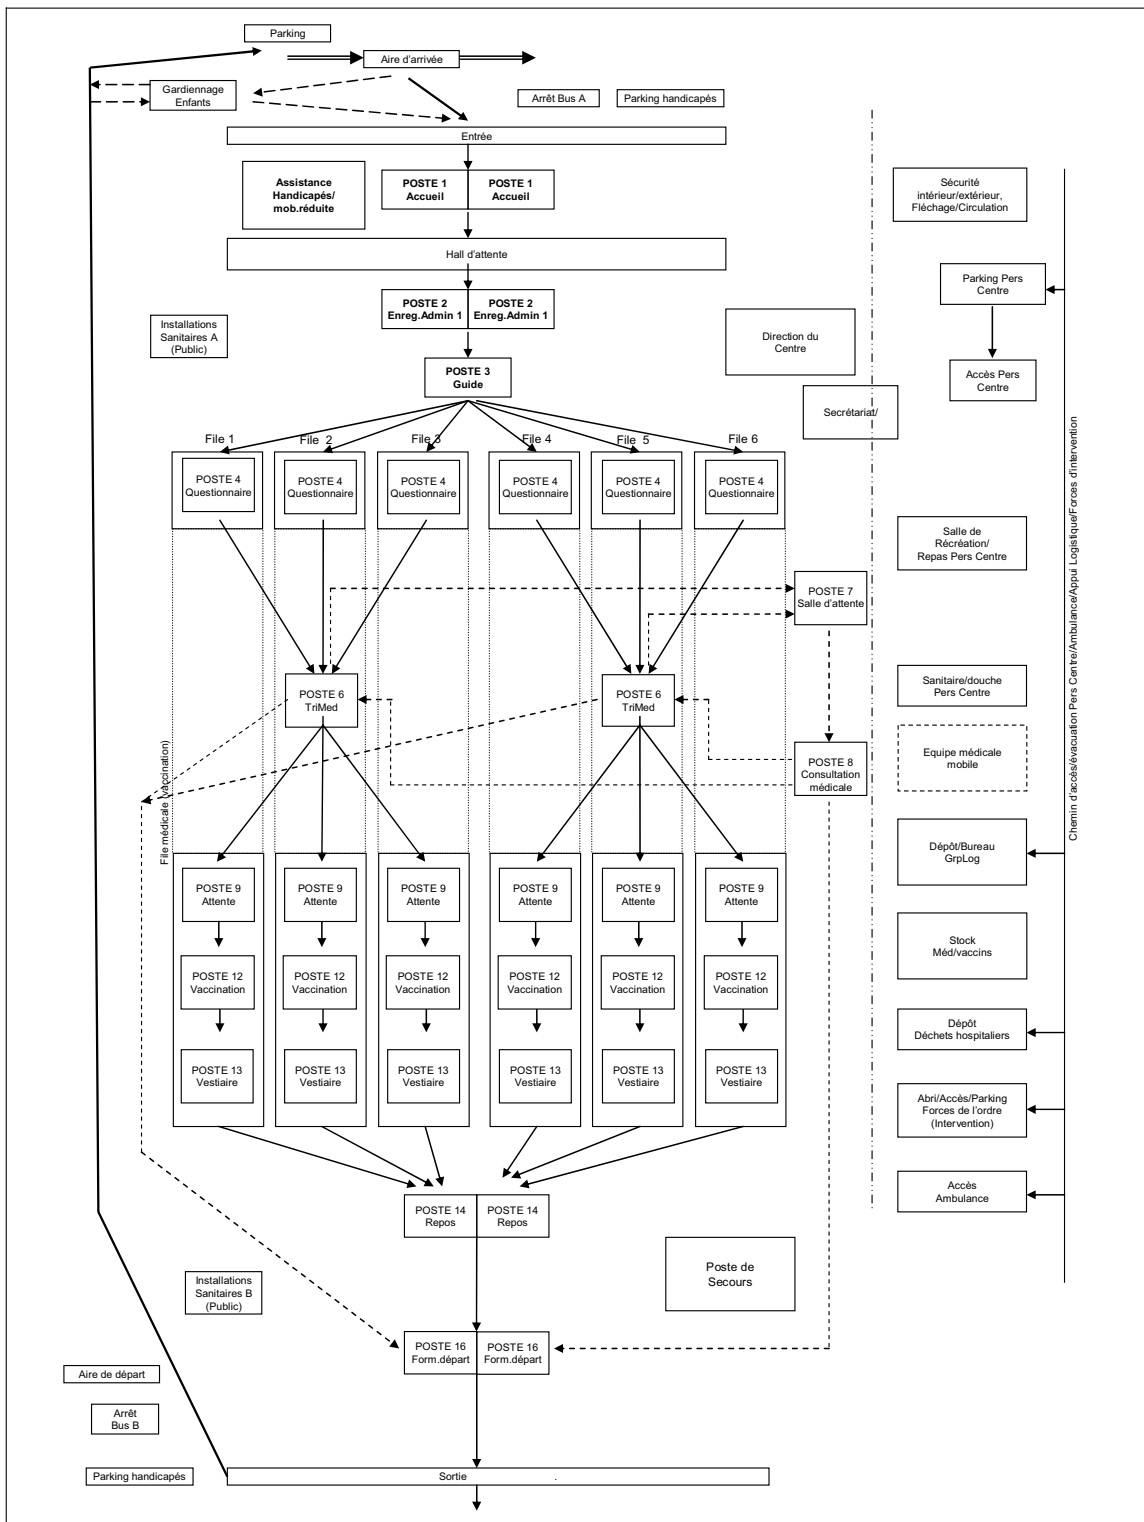 Parking
Aire d'arrivée
Gardiennage
Enfants
Arrêt Bus A
Parking handicapés
Entrée
Assistance
Handicapés/
mob.réduite
POSTE 1
Accueil
POSTE 1
Accueil
Sécurité
intérieur/extérieur,
Fléchage/Circulation
Hall d'attente
Parking Pers
Centre
POSTE 2
Enreg.Admin 1
POSTE 2
Enreg.Admin 1
Installations
Sanitaires A
(Public)
Direction du
Centre
POSTE 3
Guide
Accès Pers
Centre
Secrétariat/
File 1
File 2
File 3
File 4
File 5
File 6
POSTE 4
Questionnaire
POSTE 4
Questionnaire
POSTE 4
Questionnaire
POSTE 4
Questionnaire
POSTE 4
Questionnaire
POSTE 4
Questionnaire
Salle de
Récréation/
Repas Pers Centre
POSTE 7
Salle d'attente
POSTE 6
TriMed
POSTE 6
TriMed
Sanitaire/douche
Pers Centre
Equipe médicale
mobile
POSTE 8
Consultation
médicale
File médicale (vaccination)
Chemin d'accès/évacuation Pers Centre/Ambulance/Appui Logistique/Forces d'intervention
Dépôt/Bureau
GrpLog
POSTE 9
Attente
POSTE 9
Attente
POSTE 9
Attente
POSTE 9
Attente
POSTE 9
Attente
POSTE 9
Attente
Stock
Méd/vaccins
POSTE 12
Vaccination
POSTE 12
Vaccination
POSTE 12
Vaccination
POSTE 12
Vaccination
POSTE 12
Vaccination
POSTE 12
Vaccination
Dépôt
Déchets hospitaliers
POSTE 13
Vestiaire
POSTE 13
Vestiaire
POSTE 13
Vestiaire
POSTE 13
Vestiaire
POSTE 13
Vestiaire
POSTE 13
Vestiaire
Abri/Accès/Parking
Forces de l'ordre
(Intervention)
Accès
Ambulance
POSTE 14
Repos
POSTE 14
Repos
Poste de
Secours
Installations
Sanitaires B
(Public)
POSTE 16
Form.départ
POSTE 16
Form.départ
Aire de départ
Arrêt
Bus B
Parking handicapés
Sortie .